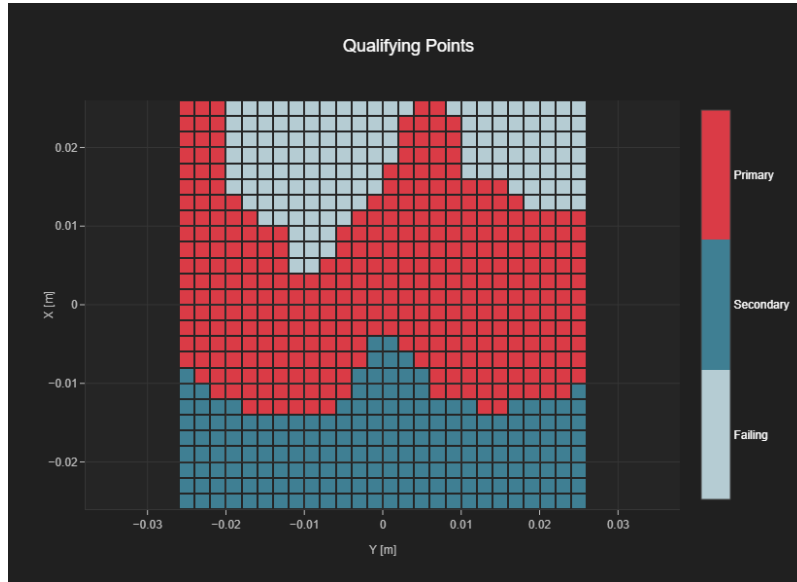 Qualifying Points
0.02
0.01
0
−0.01
−0.02
X [m]
−0.03
−0.02
−0.01
0
0.01
0.02
0.03
Y [m]
Primary
Secondary
Failing